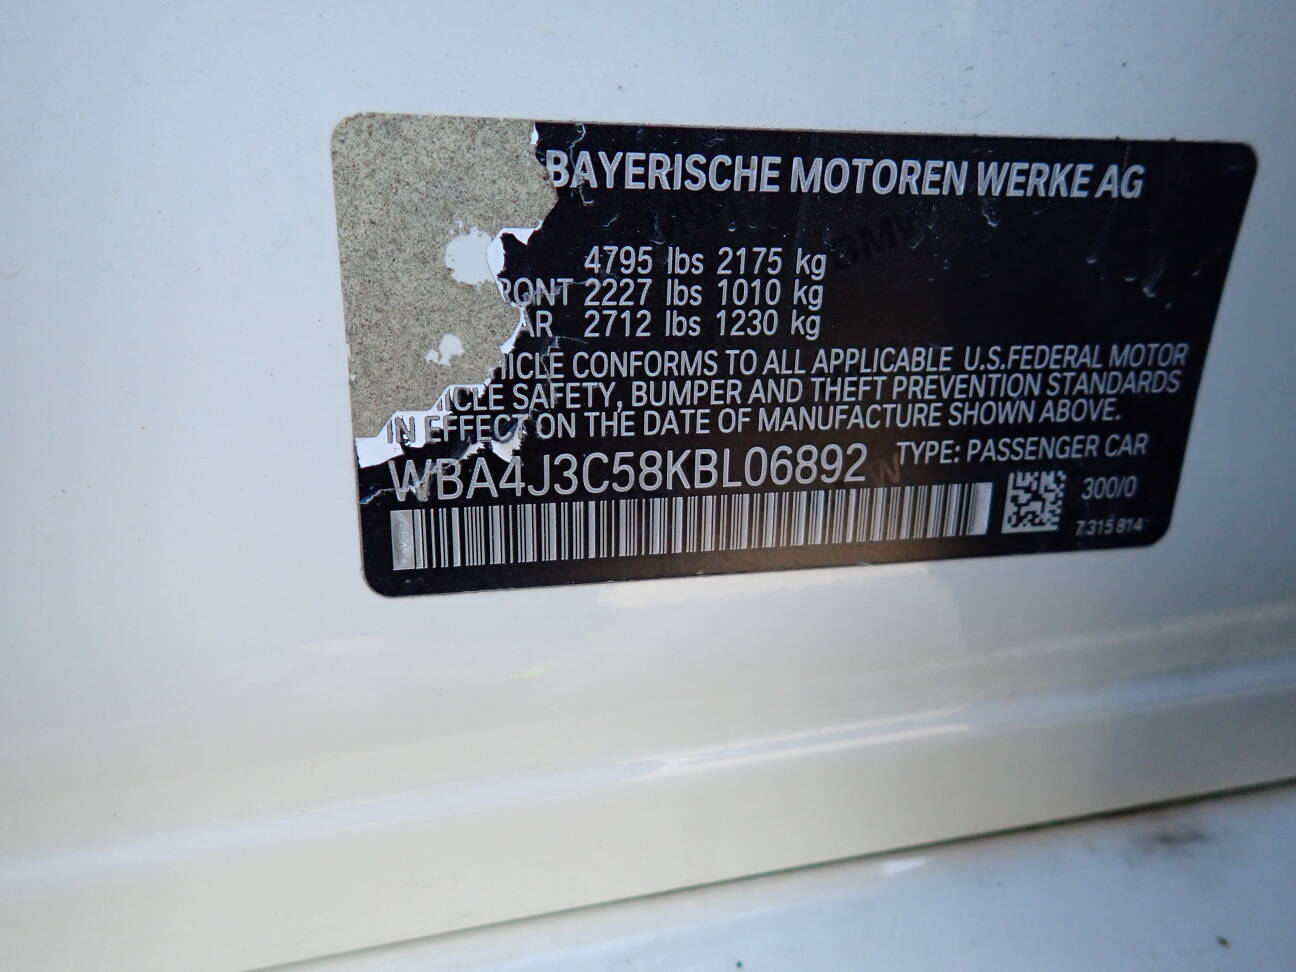 BAYERISCHE MOTOREN WERKE AG
4795 lbs 2175 kg
RONT 2227 lbs 1010 kg
AR 2712 lbs 1230 kg
HICLE CONFORMS TO ALL APPLICABLE U.S.FEDERAL MOTOR
ICLE SAFETY, BUMPER AND THEFT PREVENTION STANDARDS
IN EFFECT ON THE DATE OF MANUFACTURE SHOWN ABOVE.
WBA4J3C58KBL06892 TYPE: PASSENGER CAR
300/0
7 315 814